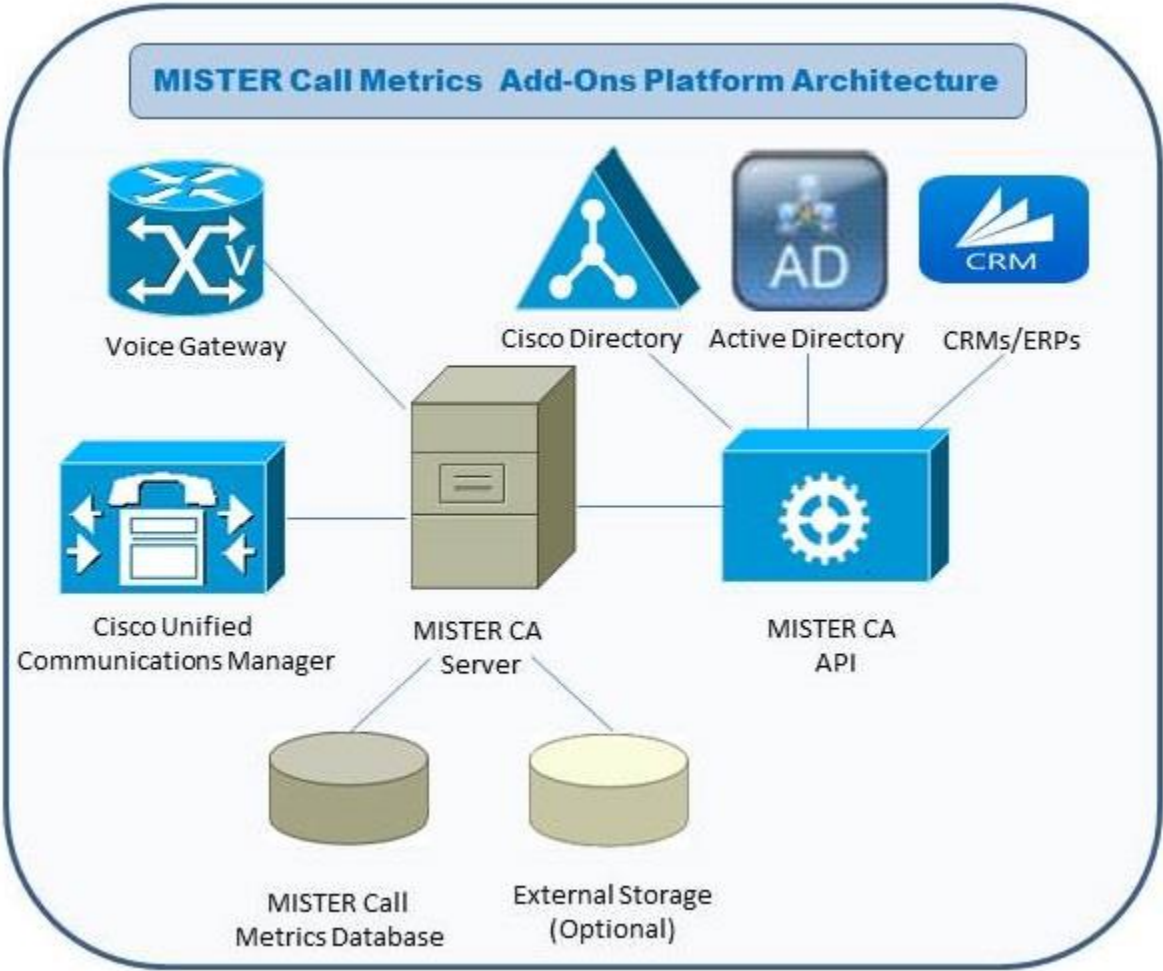 MISTER Call Metrics Add-Ons Platform Architecture
V
AD
CRM
Voice Gateway
Cisco Directory
Active Directory
CRMs/ERPs
Cisco Unified
Communications Manager
MISTER CA
Server
MISTER CA
API
MISTER Call
Metrics Database
External Storage
(Optional)